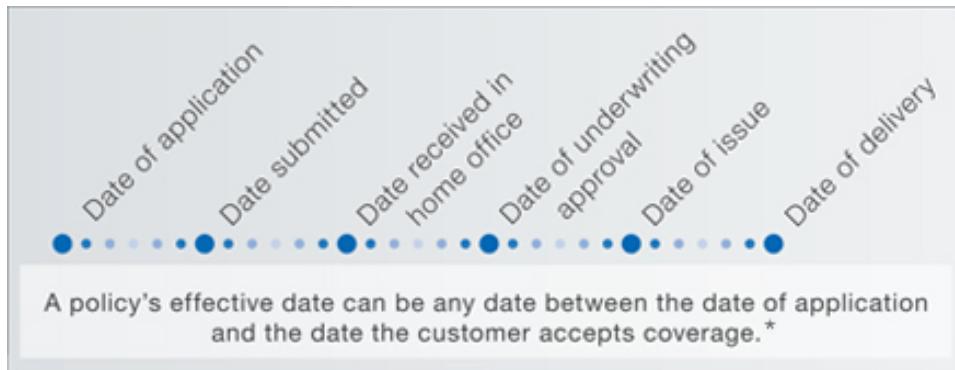 Date of application
Date submitted
Date received in
home office
Date of underwriting
approval
Date of issue
Date of delivery
A policy's effective date can be any date between the date of application
and the date the customer accepts coverage.*